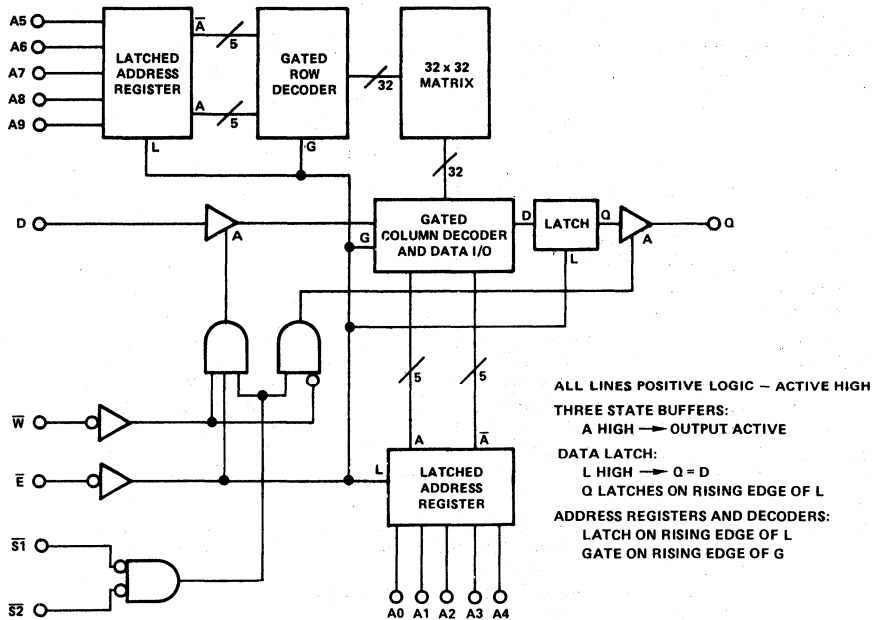 A5
A6
A7
A8
A9
LATCHED
ADDRESS
REGISTER
A̅
5
A
5
L
GATED
ROW
DECODER
G
32
32 x 32
MATRIX
32
D
A
G
GATED
COLUMN DECODER
AND DATA I/O
D
LATCH
Q
L
A
Q
5
5
A
A̅
W̅
E̅
L
LATCHED
ADDRESS
REGISTER
S̅1̅
S̅2̅
A0 A1 A2 A3 A4
ALL LINES POSITIVE LOGIC – ACTIVE HIGH
THREE STATE BUFFERS:
A HIGH → OUTPUT ACTIVE
DATA LATCH:
L HIGH → Q = D
Q LATCHES ON RISING EDGE OF L
ADDRESS REGISTERS AND DECODERS:
LATCH ON RISING EDGE OF L
GATE ON RISING EDGE OF G